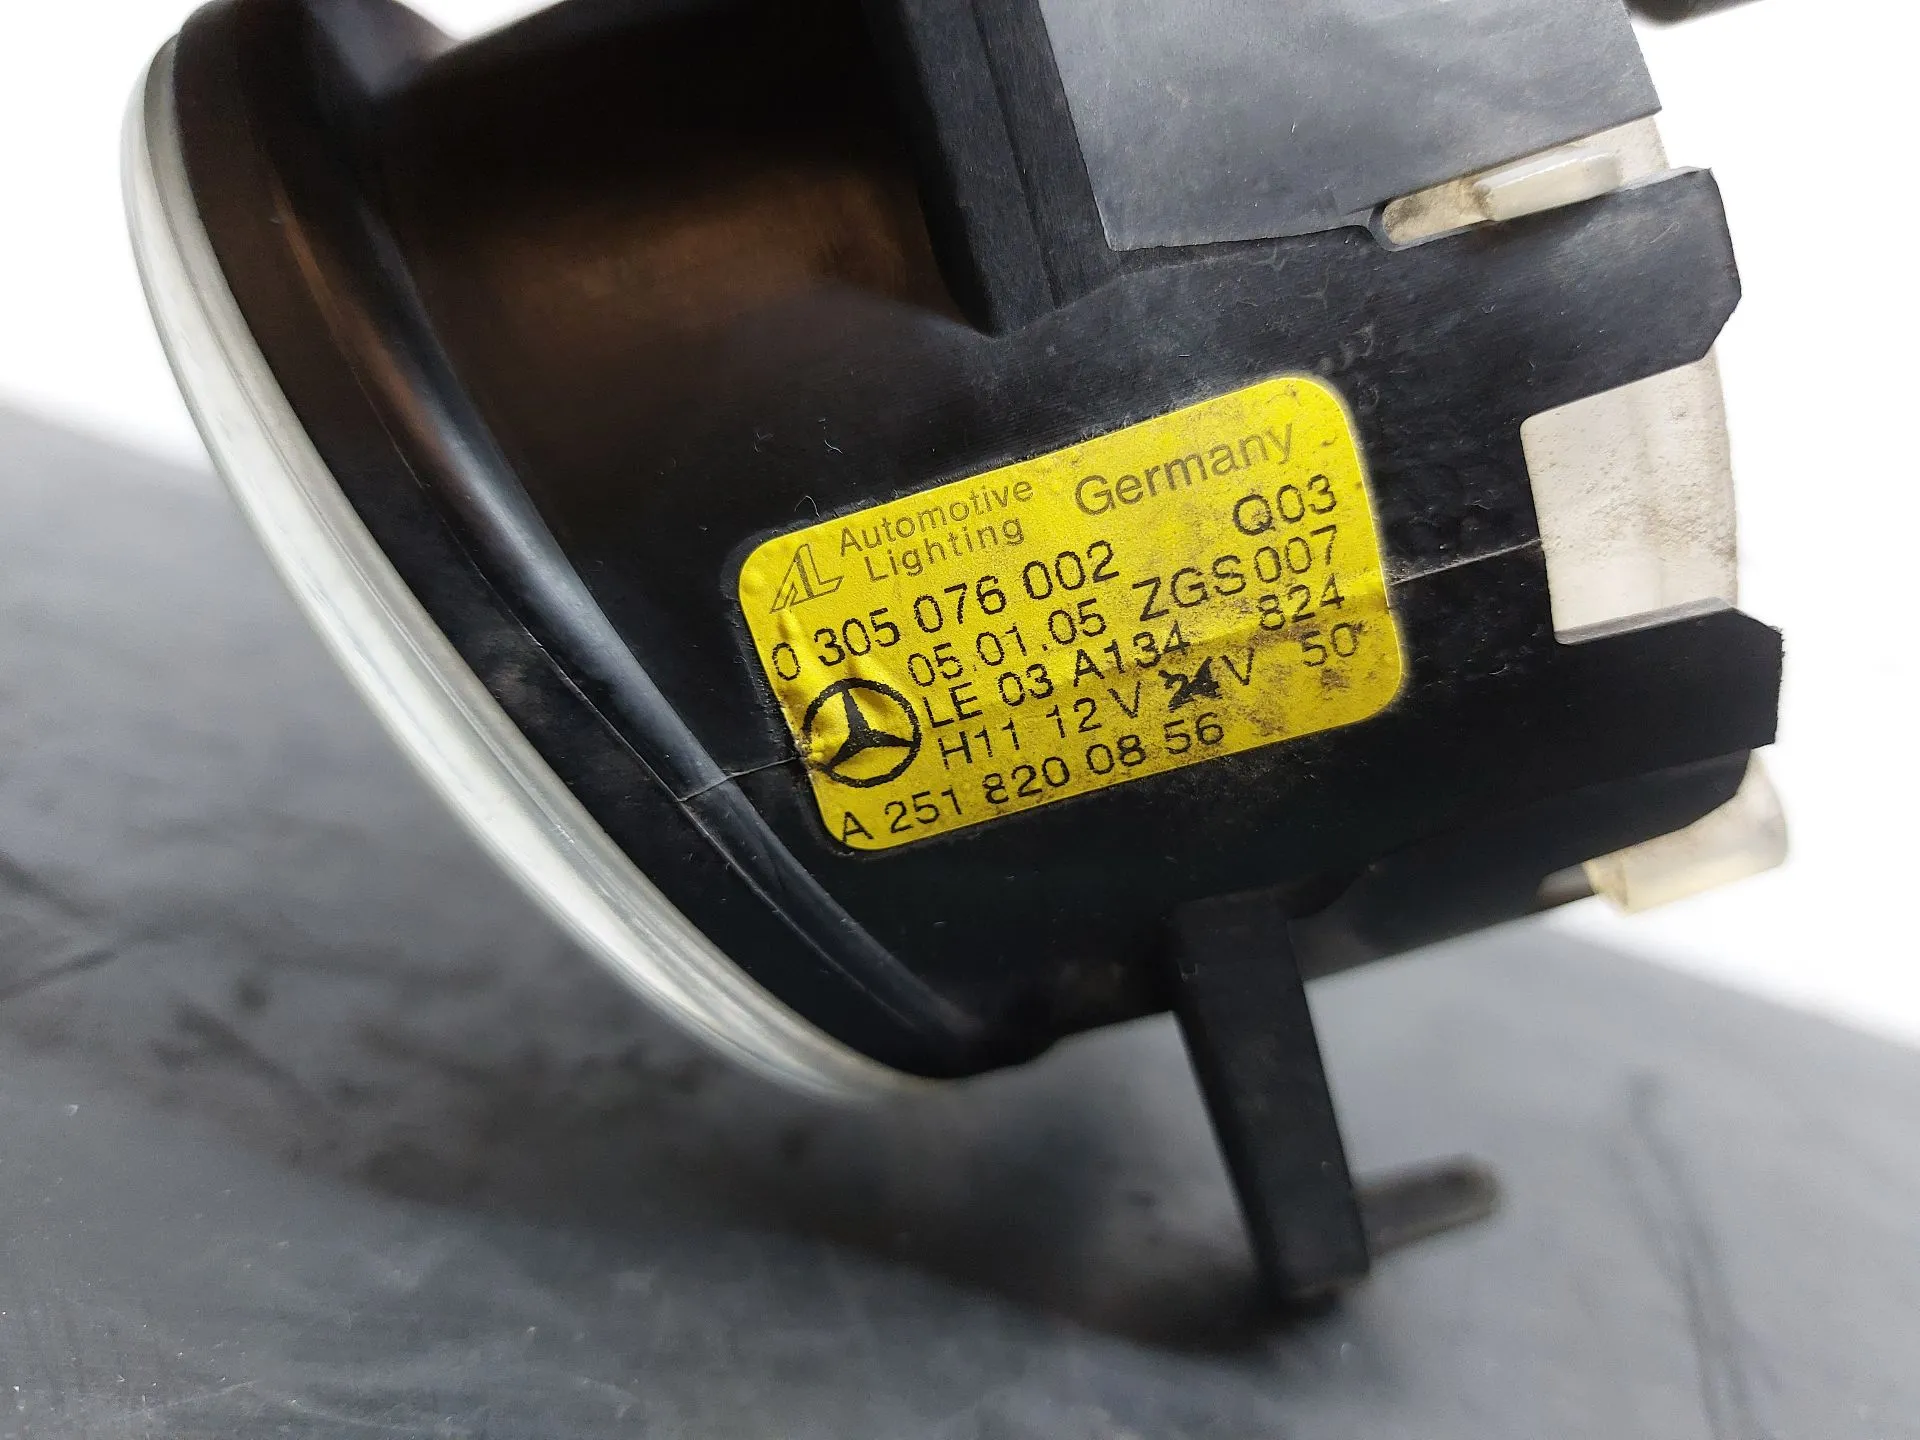 AL Automotive Lighting Germany
0 305 076 002 Q03
05.01.05 ZGS007
LE 03 A134 824
H11 12V 24V 50
A 251 820 08 56